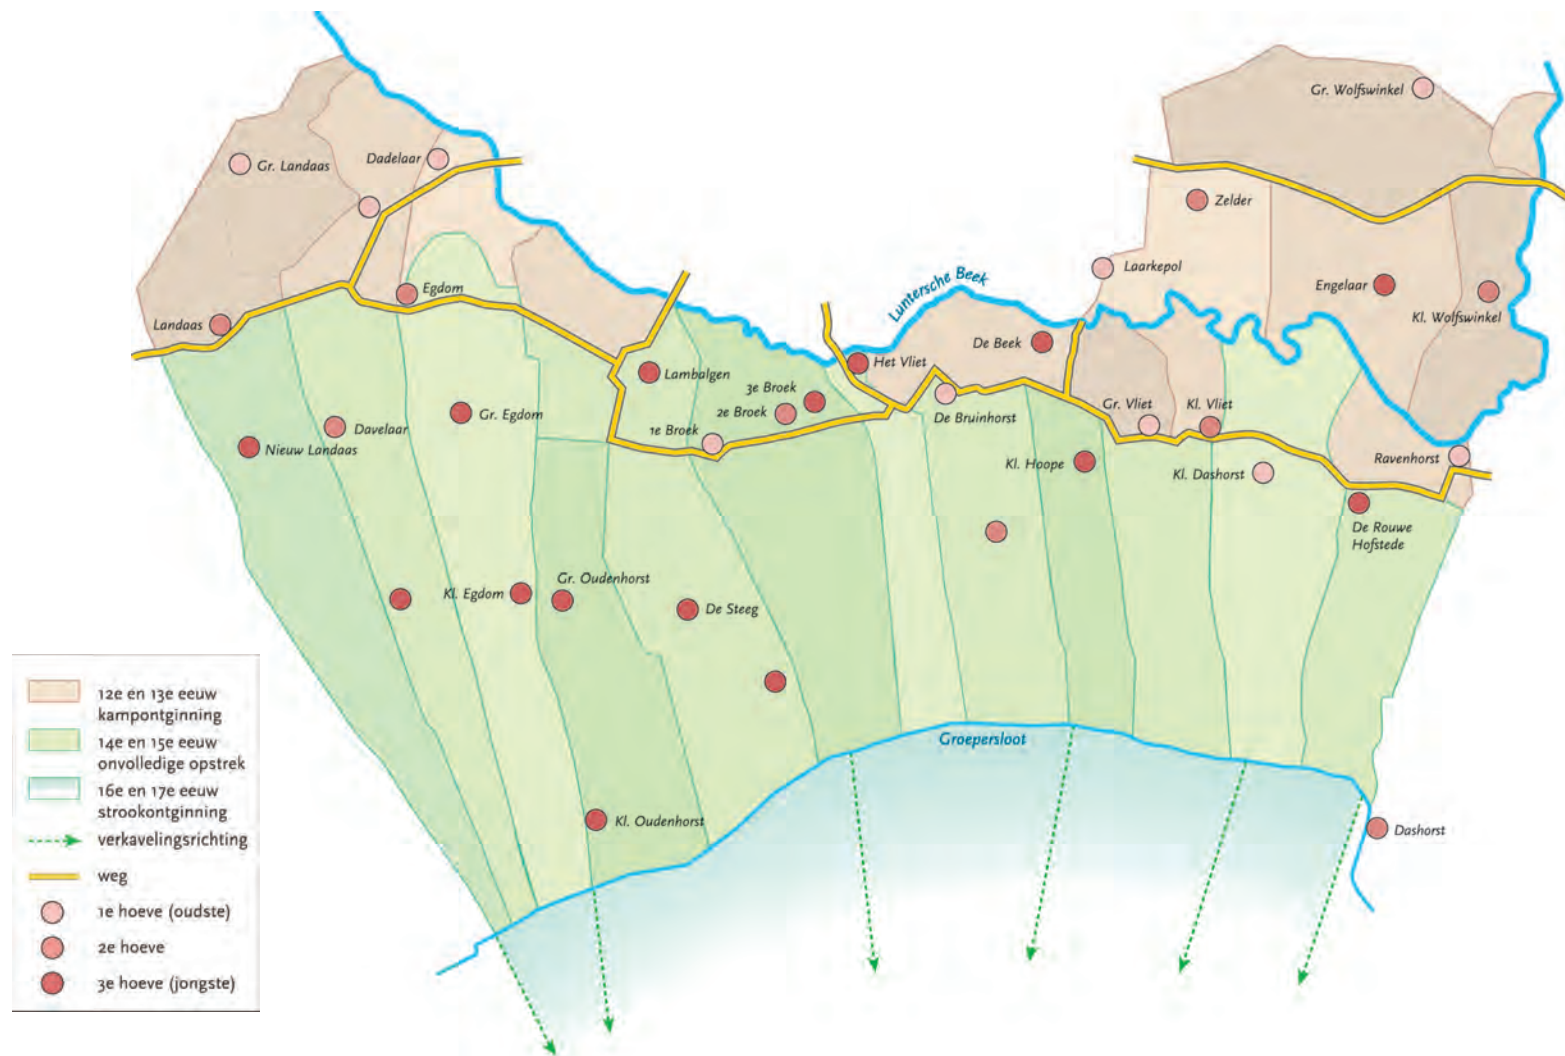 Gr. Wolfswinkel
Gr. Landaas
Dadelaar
Zelder
Laarkepol
Luntersche Beek
Egdom
Engelaar
Kl. Wolfswinkel
Landaas
De Beek
Het Vliet
Lambalgen
3e Broek
2e Broek
1e Broek
De Bruinhorst
Gr. Vliet
Kl. Vliet
Gr. Egdom
Davelaar
Nieuw Landaas
Kl. Hoope
Kl. Dashorst
Ravenhorst
De Rouwe
Hofstede
Gr. Oudenhorst
Kl. Egdom
De Steeg
Groepersloot
Kl. Oudenhorst
Dashorst
12e en 13e eeuw
kampontginning
14e en 15e eeuw
onvolledige opstrek
16e en 17e eeuw
strookontginning
verkavelingsrichting
weg
1e hoeve (oudste)
2e hoeve
3e hoeve (jongste)